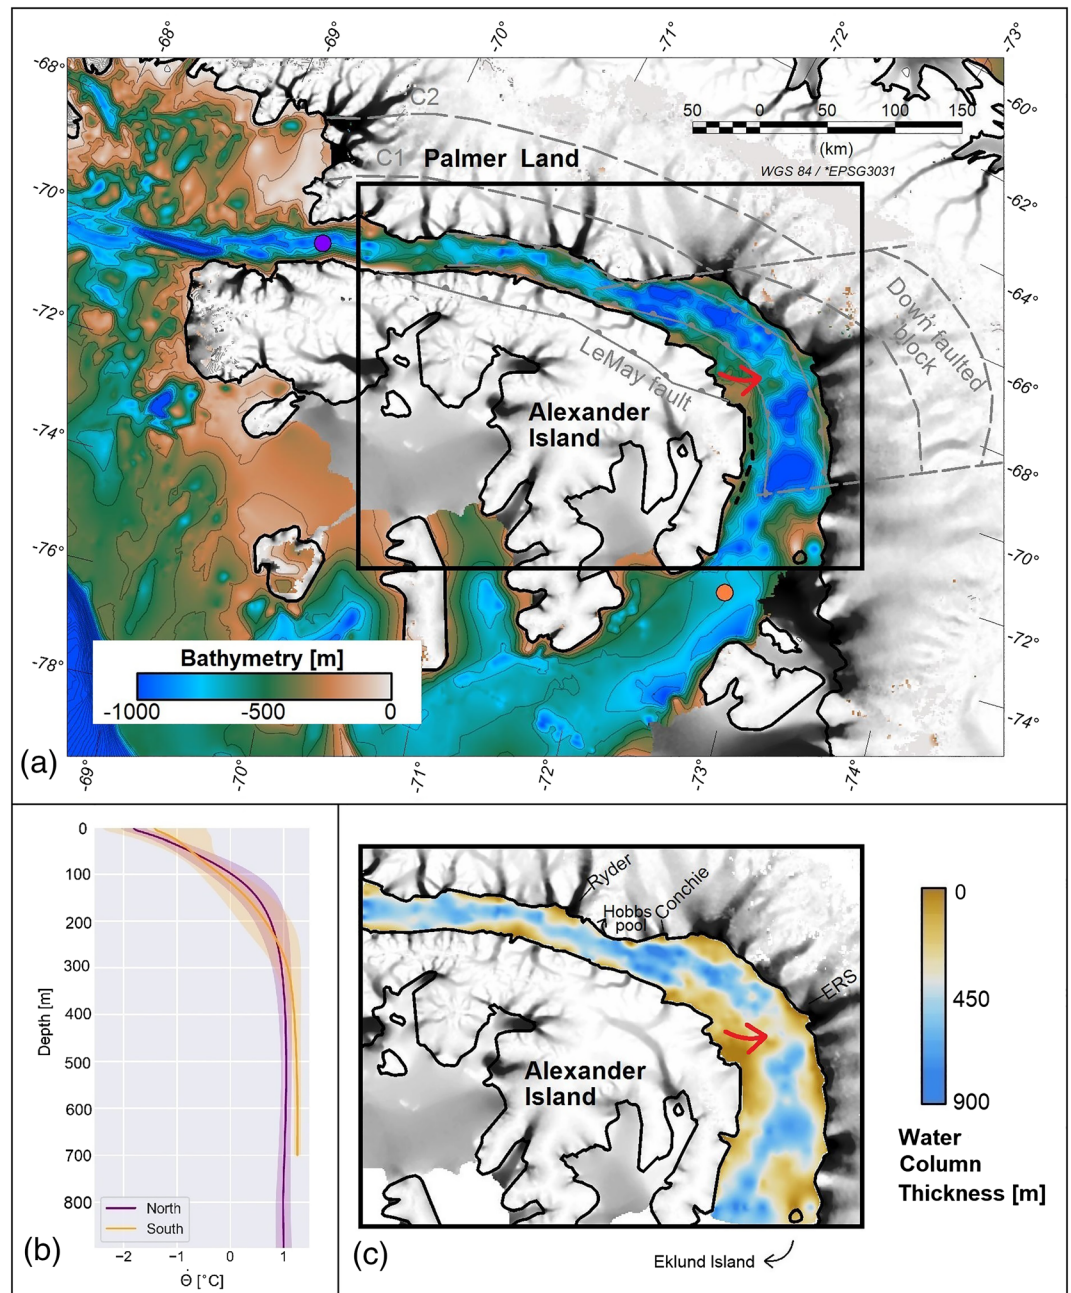 -68°
-69
-70°
-71°
-72°
-73°
-68°
-70°
-72°
-74°
-76°
-78°
-60°
-62°
-64°
-66°
-68°
-70°
-72°
-74°
C2
C1
Palmer Land
50 0 50 100 150
(km)
WGS 84 / *EPSG3031
Down faulted
block
LeMay fault
Alexander
Island
Bathymetry [m]
-1000 -500 0
(a)
-69°
-70°
-71°
-72°
-73°
-74°
0
100
200
300
400
500
600
700
800
Depth [m]
North
South
−2 −1 0 1
Θ̇ [°C]
(b)
Ryder
Hobbs
pool
Conchie
ERS
Alexander
Island
Eklund Island
(c)
0
450
900
Water
Column
Thickness [m]